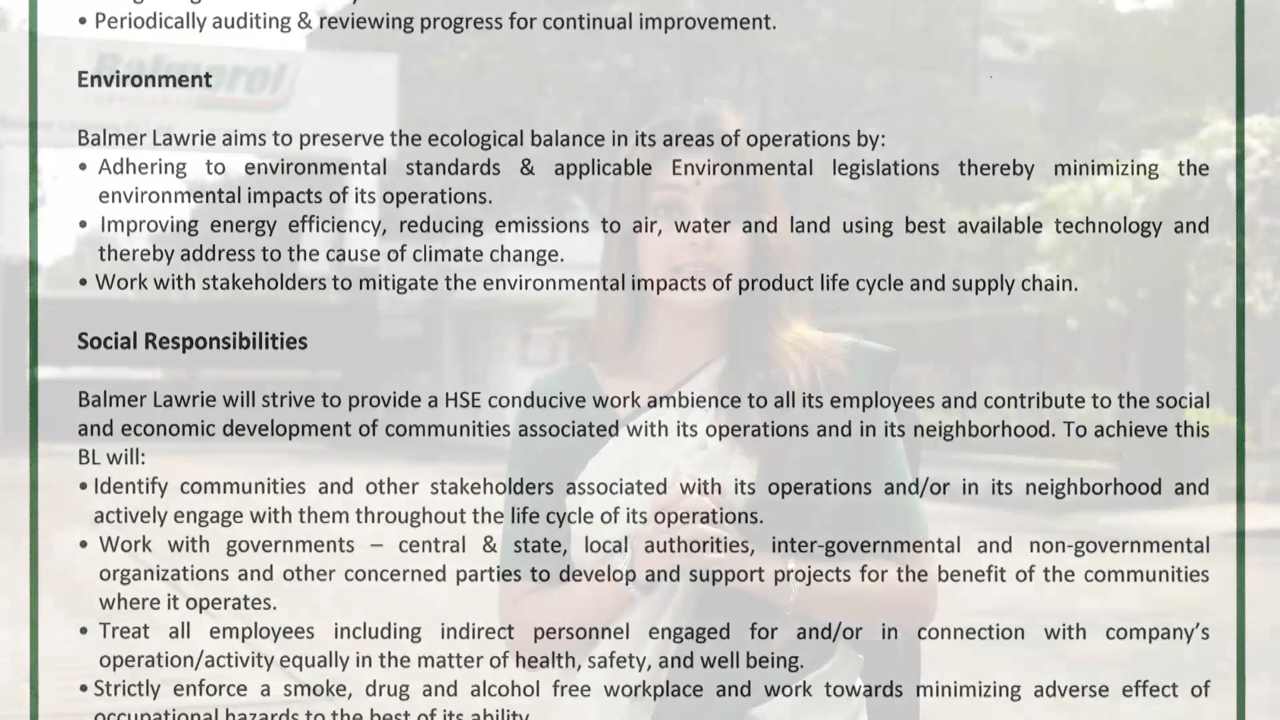 • Periodically auditing & reviewing progress for continual improvement.
Balmerol
Environment
Balmer Lawrie aims to preserve the ecological balance in its areas of operations by:
• Adhering to environmental standards & applicable Environmental legislations thereby minimizing the
environmental impacts of its operations.
• Improving energy efficiency, reducing emissions to air, water and land using best available technology and
thereby address to the cause of climate change.
• Work with stakeholders to mitigate the environmental impacts of product life cycle and supply chain.
Social Responsibilities
Balmer Lawrie will strive to provide a HSE conducive work ambience to all its employees and contribute to the social
and economic development of communities associated with its operations and in its neighborhood. To achieve this
BL will:
• Identify communities and other stakeholders associated with its operations and/or in its neighborhood and
actively engage with them throughout the life cycle of its operations.
• Work with governments – central & state, local authorities, inter-governmental and non-governmental
organizations and other concerned parties to develop and support projects for the benefit of the communities
where it operates.
• Treat all employees including indirect personnel engaged for and/or in connection with company's
operation/activity equally in the matter of health, safety, and well being.
• Strictly enforce a smoke, drug and alcohol free workplace and work towards minimizing adverse effect of
occupational hazards to the best of its ability.